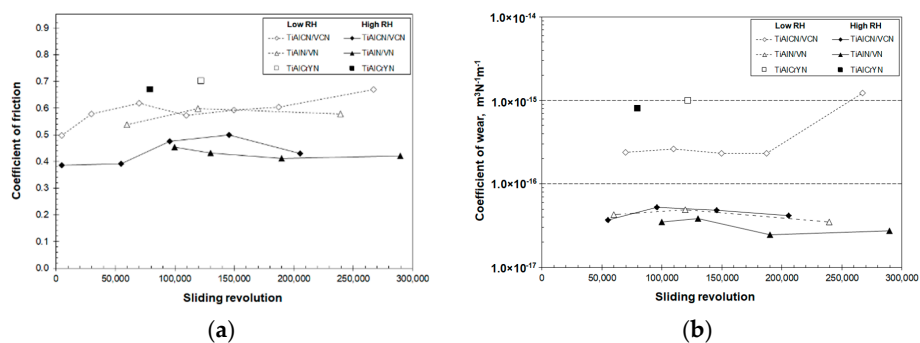 (a)
Low RH High RH
TiAlCN/VCN TiAlCN/VCN
TiAlN/VN TiAlN/VN
TiAlCrYN TiAlCrYN
Coefficient of friction
0.9
0.8
0.7
0.6
0.5
0.4
0.3
0.2
0.1
0.0
0 50,000 100,000 150,000 200,000 250,000 300,000
Sliding revolution
(a)
Low RH High RH
TiAlCN/VCN TiAlCN/VCN
TiAlN/VN TiAlN/VN
TiAlCrYN TiAlCrYN
Coefficient of wear, m³N⁻¹m⁻¹
1.0×10⁻¹⁴
1.0×10⁻¹⁵
1.0×10⁻¹⁶
1.0×10⁻¹⁷
0 50,000 100,000 150,000 200,000 250,000 300,000
Sliding revolution
(b)